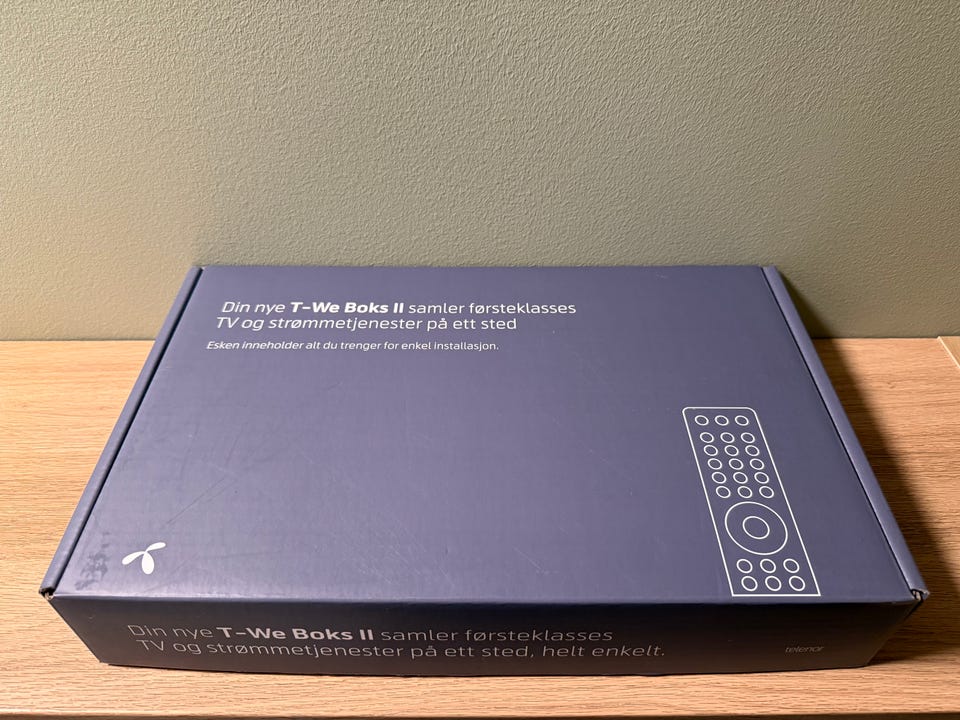 Din nye T-We Boks II samler førsteklasses
TV og strømmetjenester på ett sted
Esken inneholder alt du trenger for enkel installasjon.
Din nye T-We Boks II samler førsteklasses
TV og strømmetjenester på ett sted, helt enkelt.
telenor